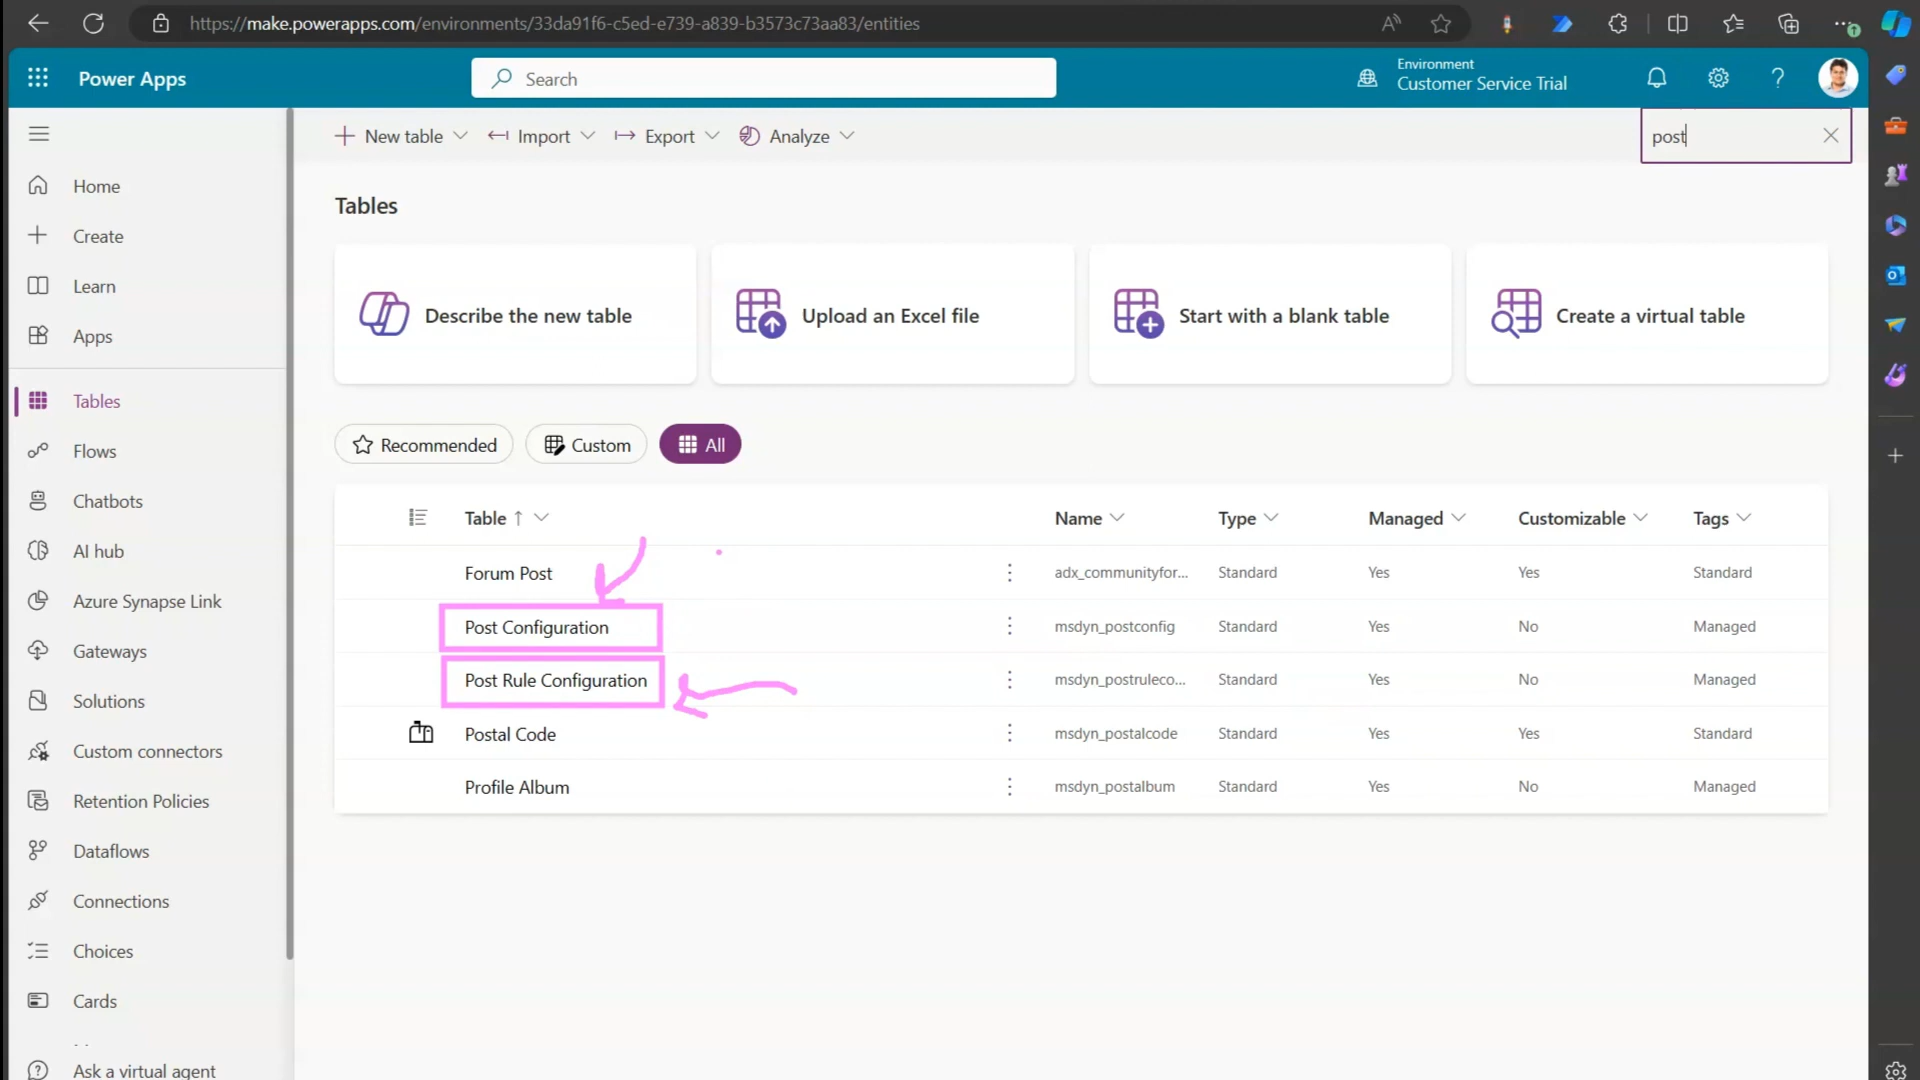 https://make.powerapps.com/environments/33da91f6-c5ed-e739-a839-b3573c73aa83/entities
Power Apps
Search
Environment
Customer Service Trial
New table
Import
Export
Analyze
post
Home
Create
Learn
Apps
Tables
Flows
Chatbots
AI hub
Azure Synapse Link
Gateways
Solutions
Custom connectors
Retention Policies
Dataflows
Connections
Choices
Cards
Ask a virtual agent
Tables
Describe the new table
Upload an Excel file
Start with a blank table
Create a virtual table
Recommended
Custom
All
Table Name Type Managed Customizable Tags
Forum Post adx_communityfor... Standard Yes Yes Standard
Post Configuration msdyn_postconfig Standard Yes No Managed
Post Rule Configuration msdyn_postruleco... Standard Yes No Managed
Postal Code msdyn_postalcode Standard Yes Yes Standard
Profile Album msdyn_postalbum Standard Yes No Managed